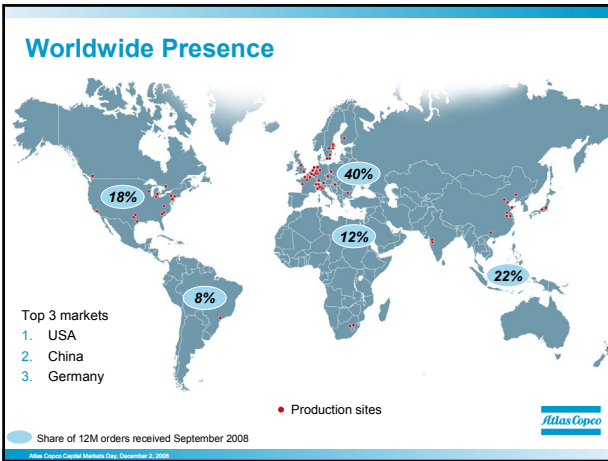 Worldwide Presence
40%
18%
12%
22%
8%
Top 3 markets
1. USA
2. China
3. Germany
Production sites
Atlas Copco
Share of 12M orders received September 2008
Atlas Copco Capital Markets Day, December 2, 2008